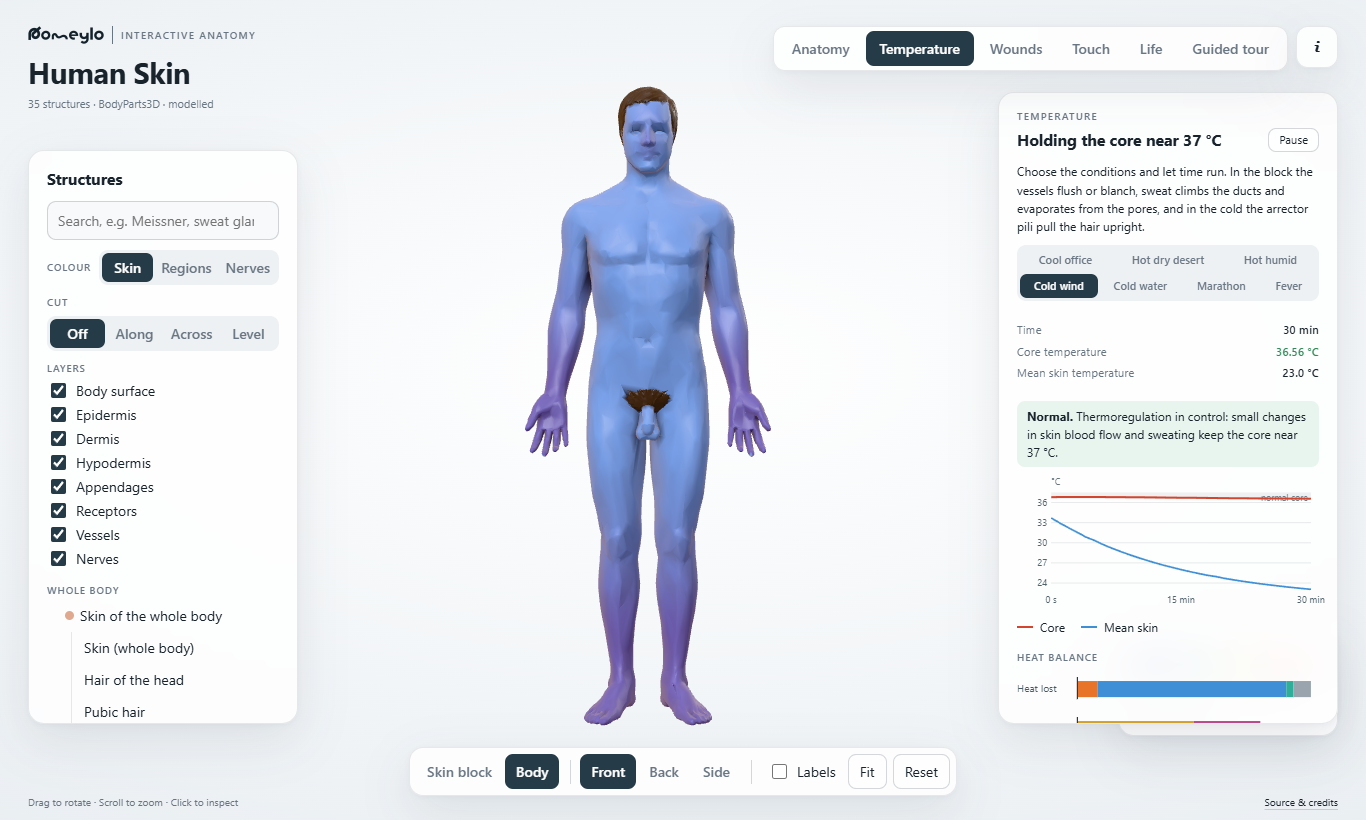 Pomeylo
INTERACTIVE ANATOMY
Human Skin
35 structures · BodyParts3D · modelled
Anatomy Temperature Wounds Touch Life Guided tour
i
Structures
Search, e.g. Meissner, sweat glan
COLOUR Skin Regions Nerves
CUT
Off Along Across Level
LAYERS
Body surface
Epidermis
Dermis
Hypodermis
Appendages
Receptors
Vessels
Nerves
WHOLE BODY
Skin of the whole body
Skin (whole body)
Hair of the head
Pubic hair
TEMPERATURE
Holding the core near 37 °C
Pause
Choose the conditions and let time run. In the block the
vessels flush or blanch, sweat climbs the ducts and
evaporates from the pores, and in the cold the arrector
pili pull the hair upright.
Cool office Hot dry desert Hot humid
Cold wind Cold water Marathon Fever
Time 30 min
Core temperature 36.56 °C
Mean skin temperature 23.0 °C
Normal. Thermoregulation in control: small changes
in skin blood flow and sweating keep the core near
37 °C.
°C
normal core
36
33
30
27
24
0 s 15 min 30 min
Core Mean skin
HEAT BALANCE
Heat lost
Skin block Body Front Back Side Labels Fit Reset
Drag to rotate · Scroll to zoom · Click to inspect
Source & credits